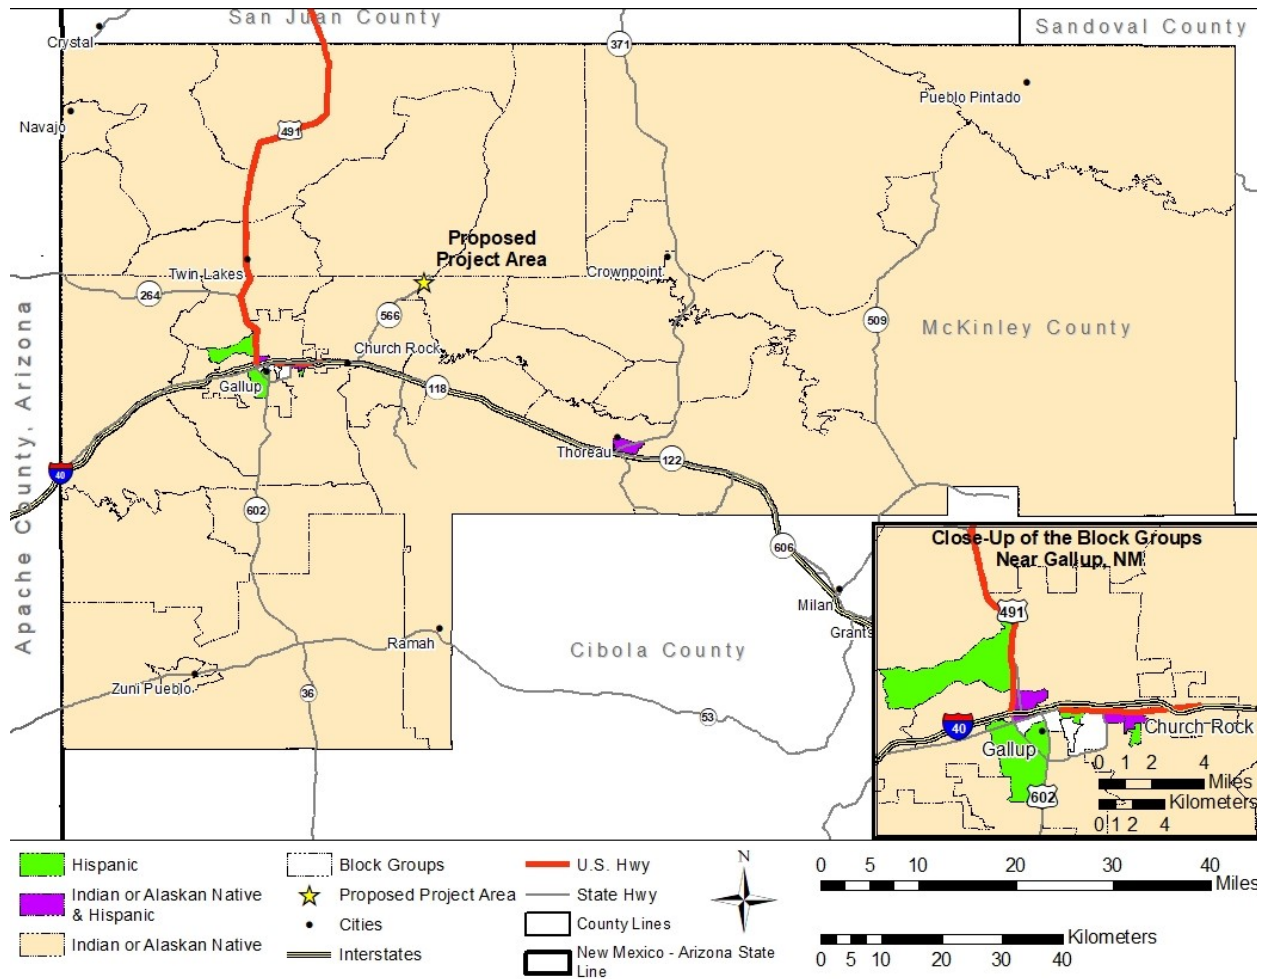 San Juan County
Sandoval County
Crystal
371
Pueblo Pintado
Navajo
491
Proposed
Project Area
Twin Lakes
Crownpoint
264
566
509
McKinley County
Church Rock
Gallup
118
Apache County, Arizona
Thoreau
122
40
602
606
Milan
Grants
Ramah
Cibola County
Zuni Pueblo
36
53
Close-Up of the Block Groups
Near Gallup, NM
491
40
Church Rock
Gallup
0 1 2 4
Miles
602
Kilometers
0 1 2 4
Hispanic
Indian or Alaskan Native
& Hispanic
Indian or Alaskan Native
Block Groups
Proposed Project Area
Cities
Interstates
U.S. Hwy
State Hwy
County Lines
New Mexico - Arizona State
Line
N
0 5 10 20 30 40
Miles
Kilometers
0 5 10 20 30 40